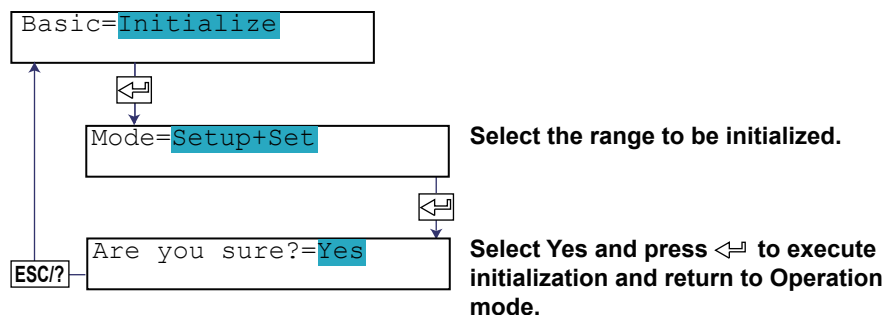 Basic=Initialize
Mode=Setup+Set
Select the range to be initialized.
Are you sure?=Yes
ESC/?
Select Yes and press to execute
initialization and return to Operation
mode.